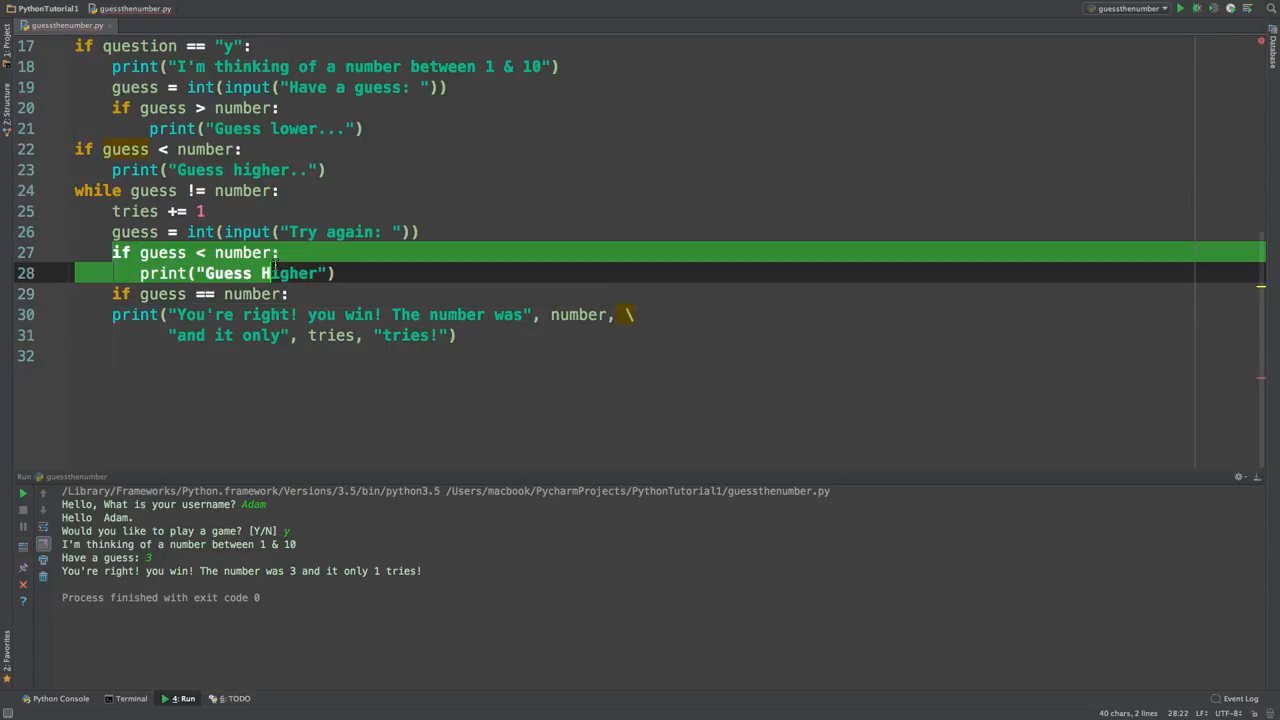 PythonTutorial1 guessthenumber.py guessthenumber
guessthenumber.py
1: Project
7: Structure
Database
17 if question == "y":
18 print("I'm thinking of a number between 1 & 10")
19 guess = int(input("Have a guess: "))
20 if guess > number:
21 print("Guess lower...")
22 if guess < number:
23 print("Guess higher..")
24 while guess != number:
25 tries += 1
26 guess = int(input("Try again: "))
27 if guess < number:
28 print("Guess Higher")
29 if guess == number:
30 print("You're right! you win! The number was", number, \
31 "and it only", tries, "tries!")
32
Run guessthenumber
/Library/Frameworks/Python.framework/Versions/3.5/bin/python3.5 /Users/macbook/PycharmProjects/PythonTutorial1/guessthenumber.py
Hello, What is your username? Adam
Hello  Adam.
Would you like to play a game? [Y/N] y
I'm thinking of a number between 1 & 10
Have a guess: 3
You're right! you win! The number was 3 and it only 1 tries!
Process finished with exit code 0
2: Favorites
Python Console Terminal 4: Run 6: TODO Event Log
40 chars, 2 lines 28:22 LF÷ UTF-8÷